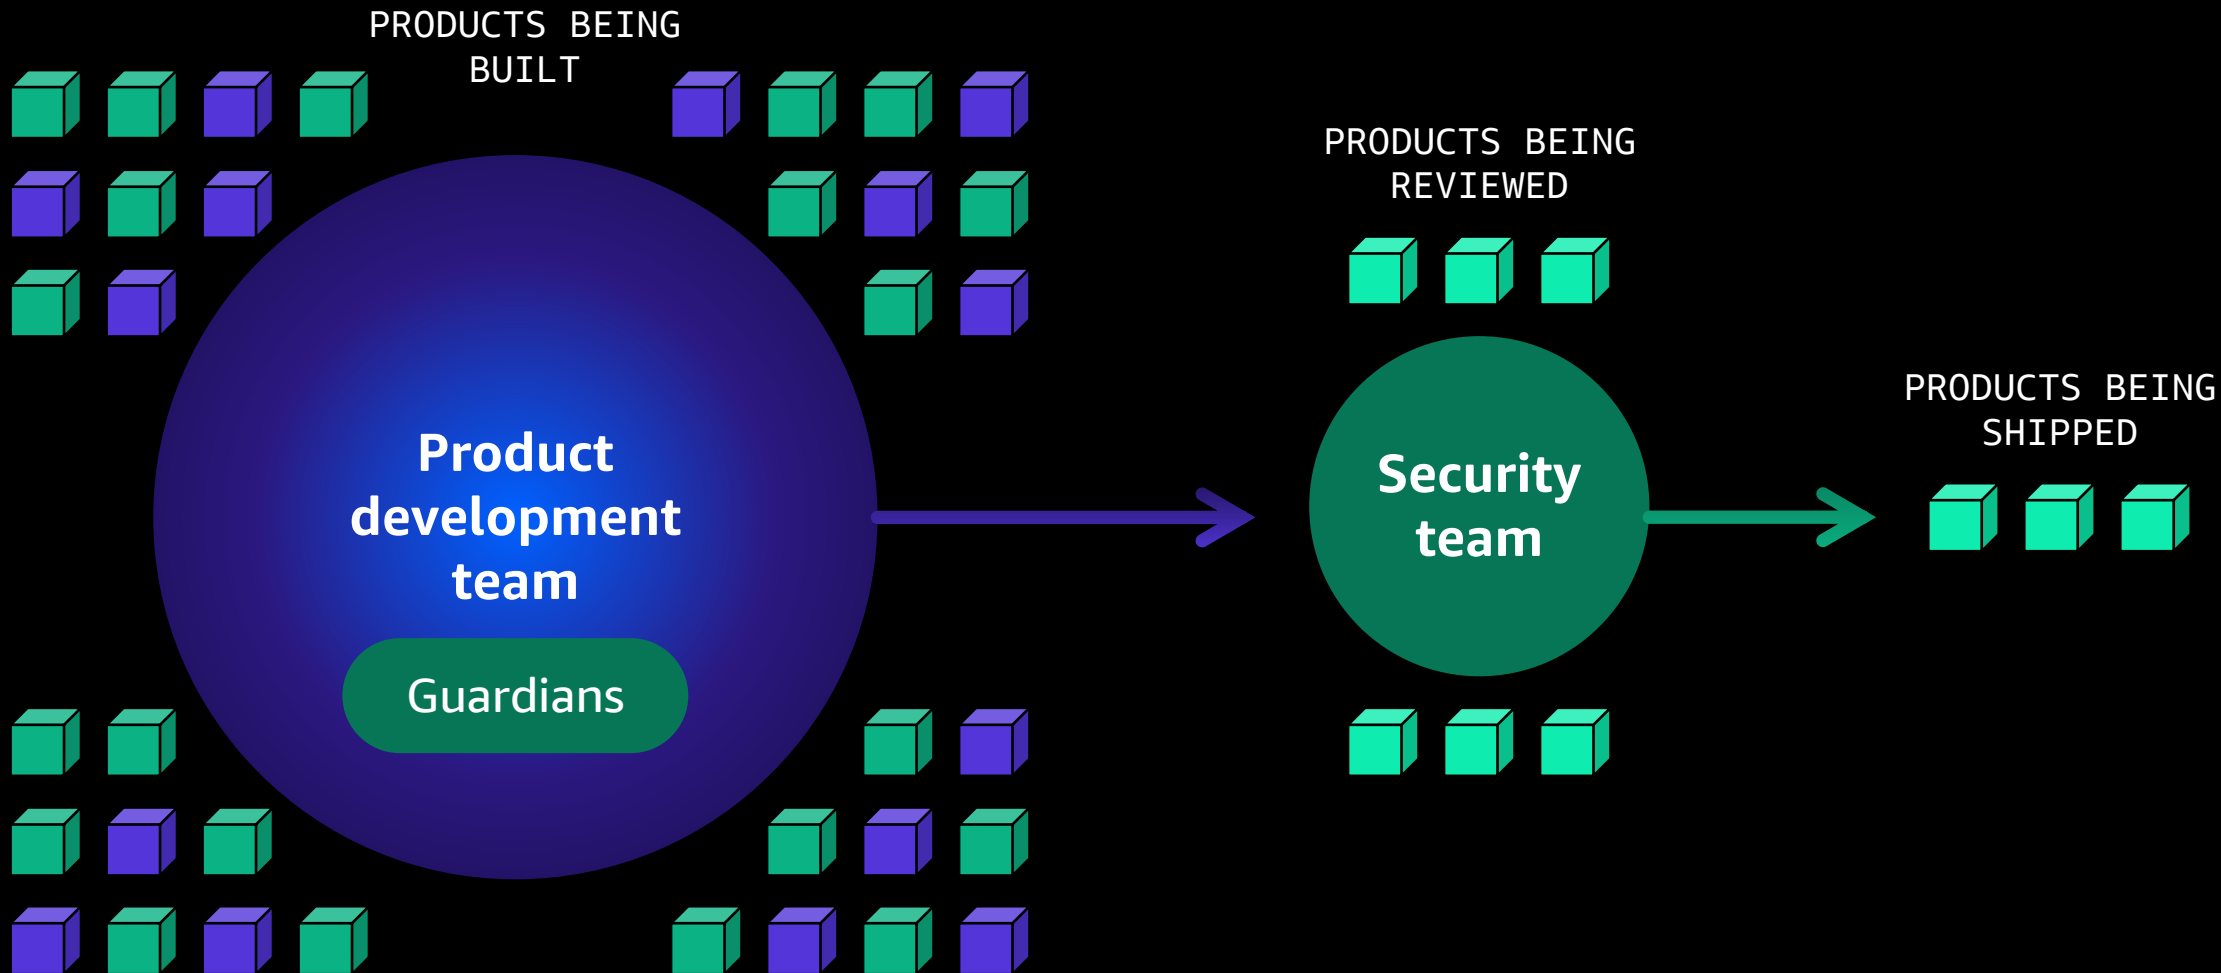 PRODUCTS BEING
BUILT
Product
development
team
Guardians
PRODUCTS BEING
REVIEWED
Security
team
PRODUCTS BEING
SHIPPED